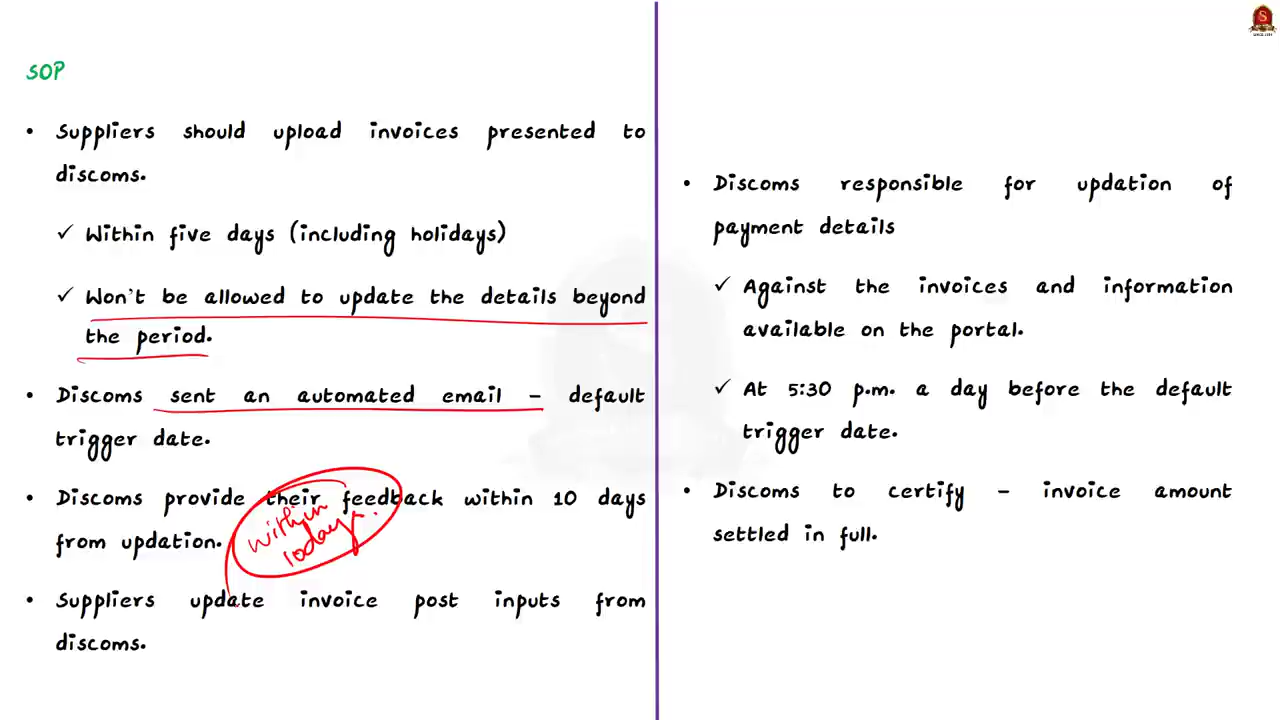 SOP
• Suppliers should upload invoices presented to
discoms.
✓ Within five days (including holidays)
✓ Won't be allowed to update the details beyond
the period.
• Discoms sent an automated email – default
trigger date.
• Discoms provide their feedback within 10 days
from updation.
within
10days.
• Suppliers update invoice post inputs from
discoms.
• Discoms responsible for updation of
payment details
✓ Against the invoices and information
available on the portal.
✓ At 5:30 p.m. a day before the default
trigger date.
• Discoms to certify – invoice amount
settled in full.